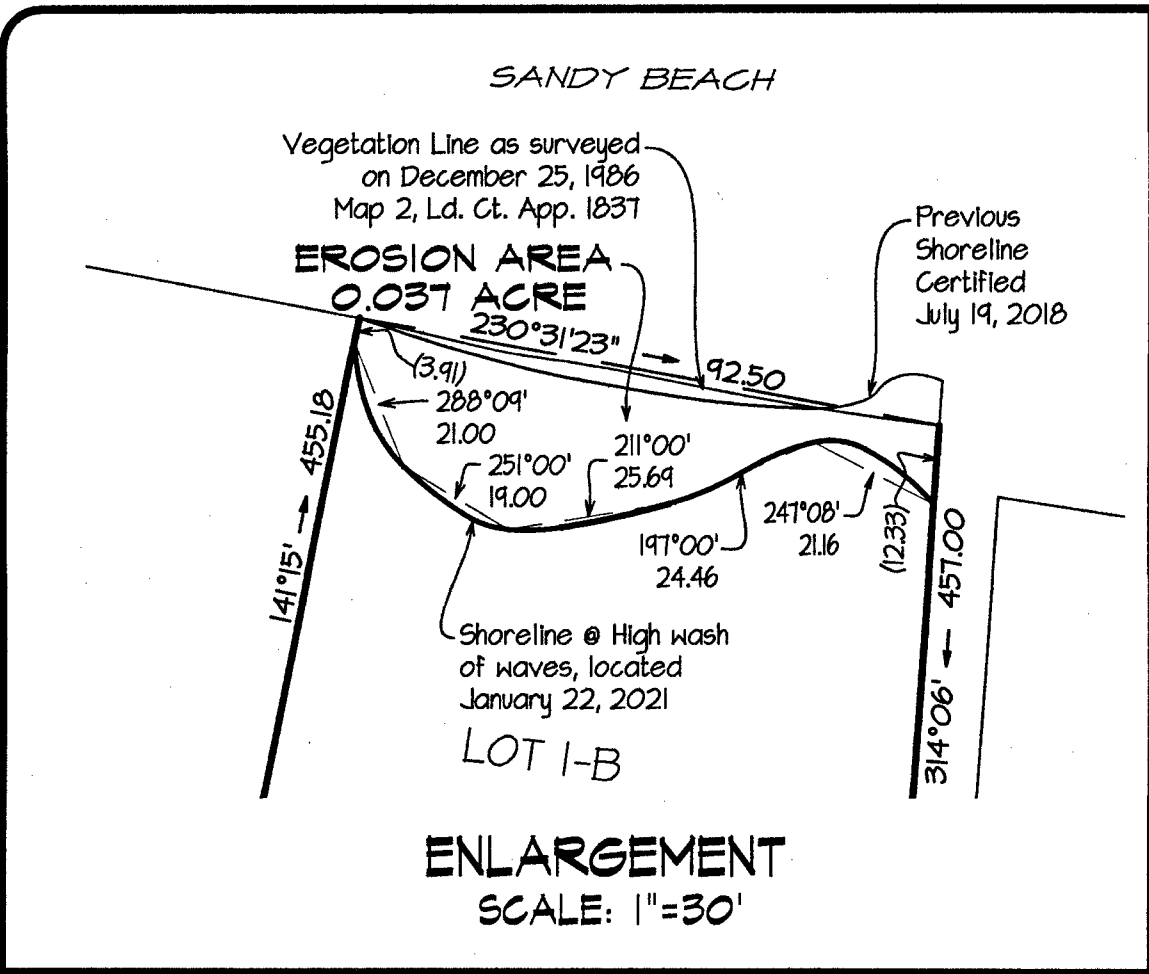 SANDY BEACH
Vegetation Line as surveyed
on December 25, 1986
Map 2, Ld. Ct. App. 1837
Previous
Shoreline
Certified
July 19, 2018
EROSION AREA
0.037 ACRE
230°31'23"
92.50
(3.91)
288°09'
21.00
251°00'
19.00
211°00'
25.69
197°00'
24.46
247°08'
21.16
(12.33)
141°15' 455.18
314°06' 457.00
Shoreline @ High wash
of waves, located
January 22, 2021
LOT 1-B
ENLARGEMENT
SCALE: 1"=30'